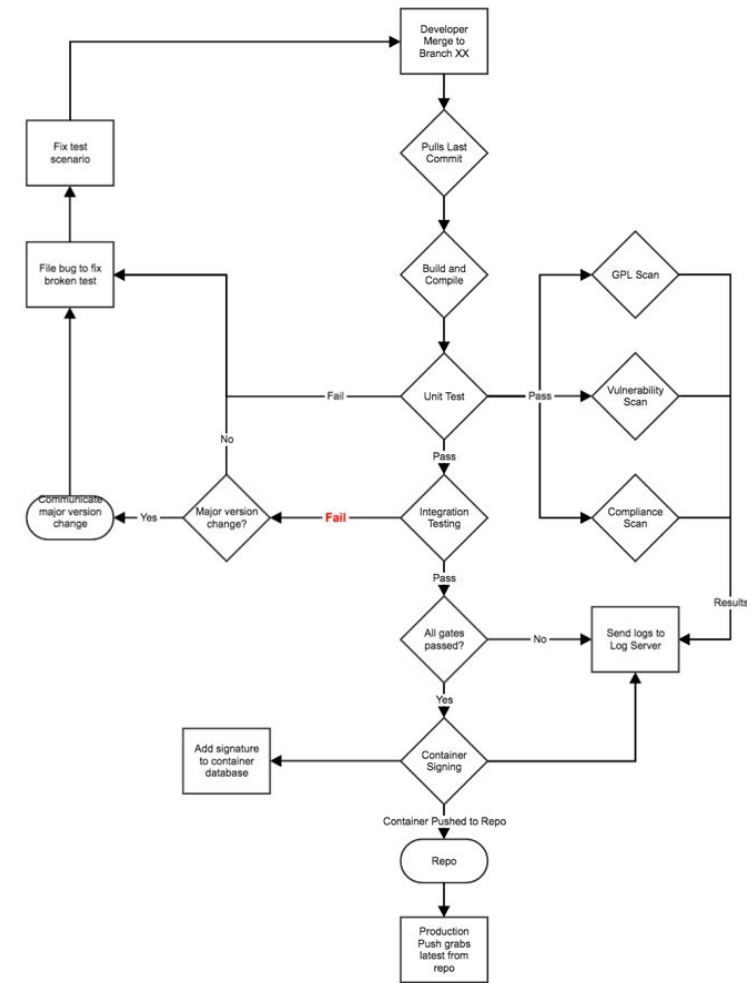 Developer
Merge to
Branch XX
Fix test
scenario
Pulls Last
Commit
File bug to fix
broken test
Build and
Compile
GPL Scan
Fail
Unit Test
Pass
Vulnerability
Scan
No
Pass
Communicate
major version
change
Yes
Major version
change?
Fail
Integration
Testing
Compliance
Scan
Pass
Results
All gates
passed?
No
Send logs to
Log Server
Yes
Add signature
to container
database
Container
Signing
Container Pushed to Repo
Repo
Production
Push grabs
latest from
repo